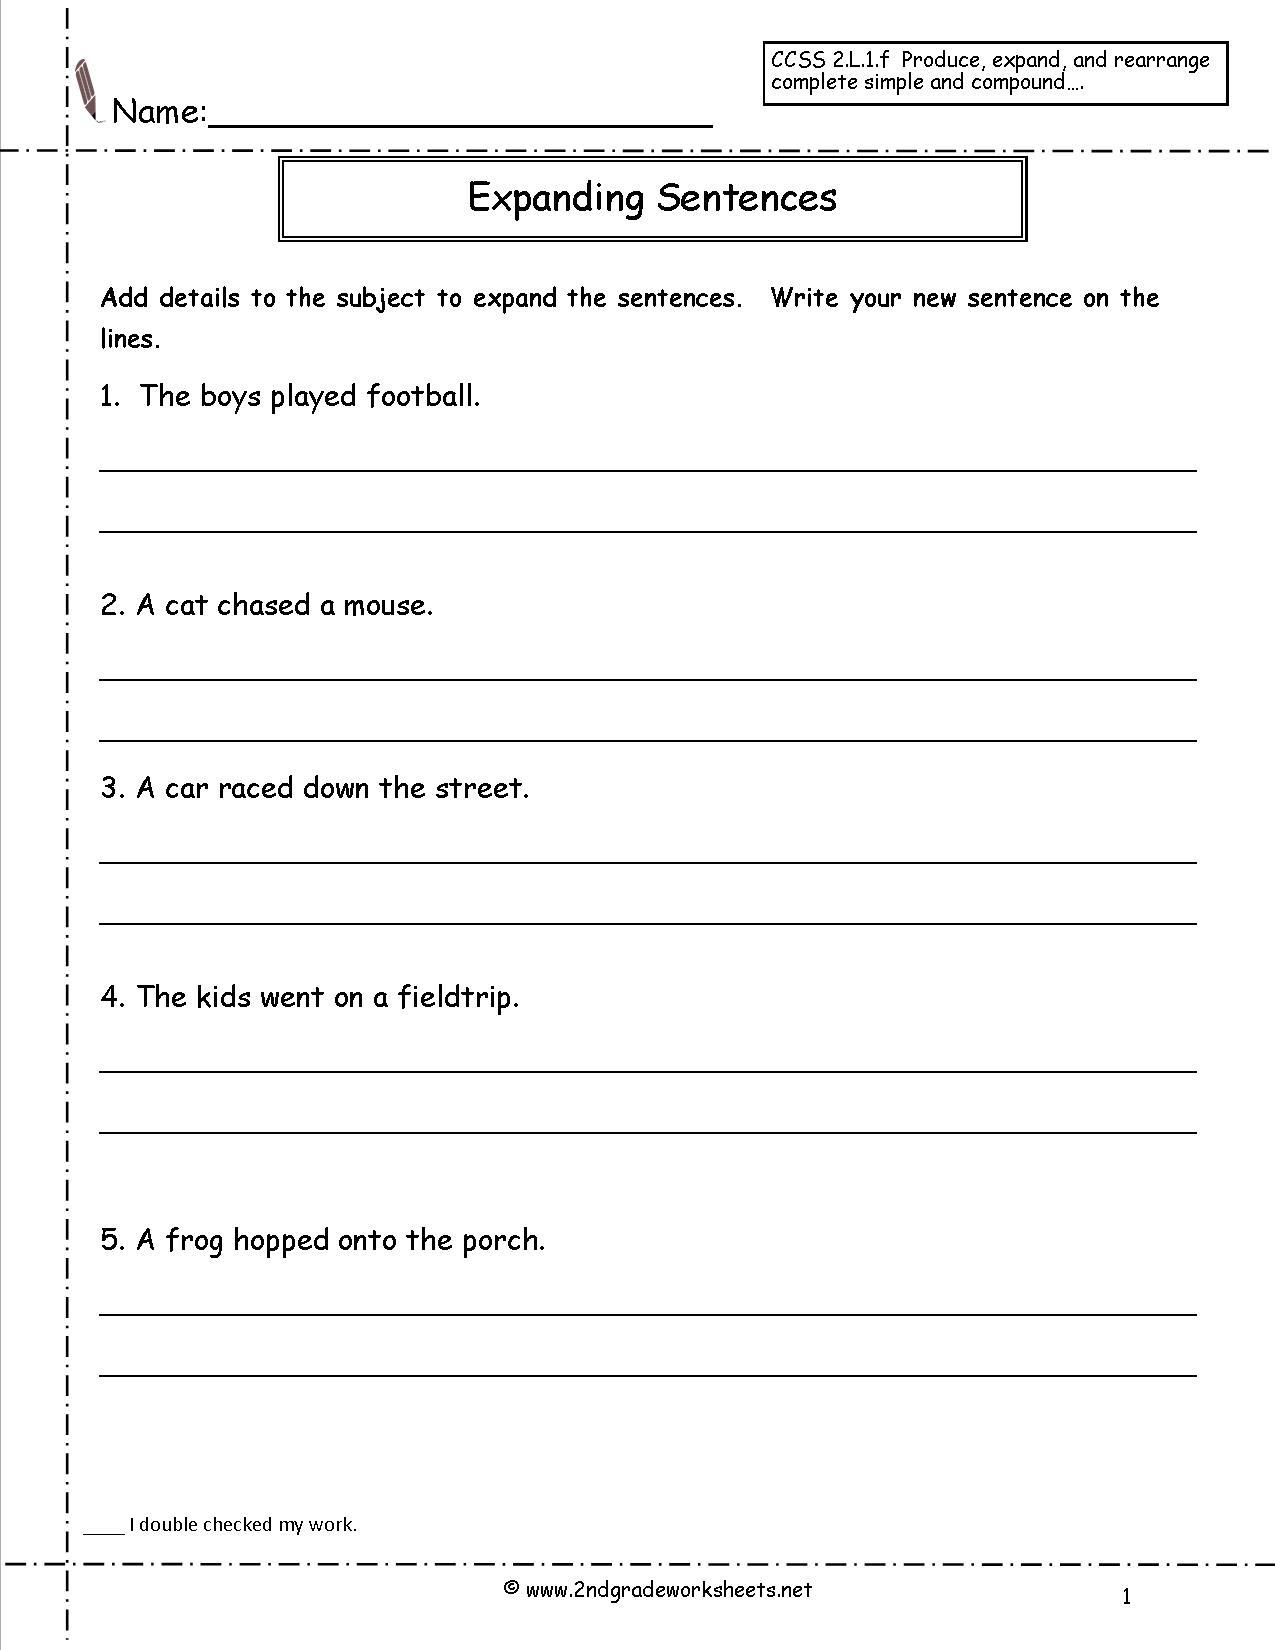 CCSS 2.L.1.f  Produce, expand, and rearrange
complete simple and compound….
Name:
Expanding Sentences
Add details to the subject to expand the sentences.  Write your new sentence on the
lines.
1.  The boys played football.
2. A cat chased a mouse.
3. A car raced down the street.
4. The kids went on a fieldtrip.
5. A frog hopped onto the porch.
____ I double checked my work.
© www.2ndgradeworksheets.net
1